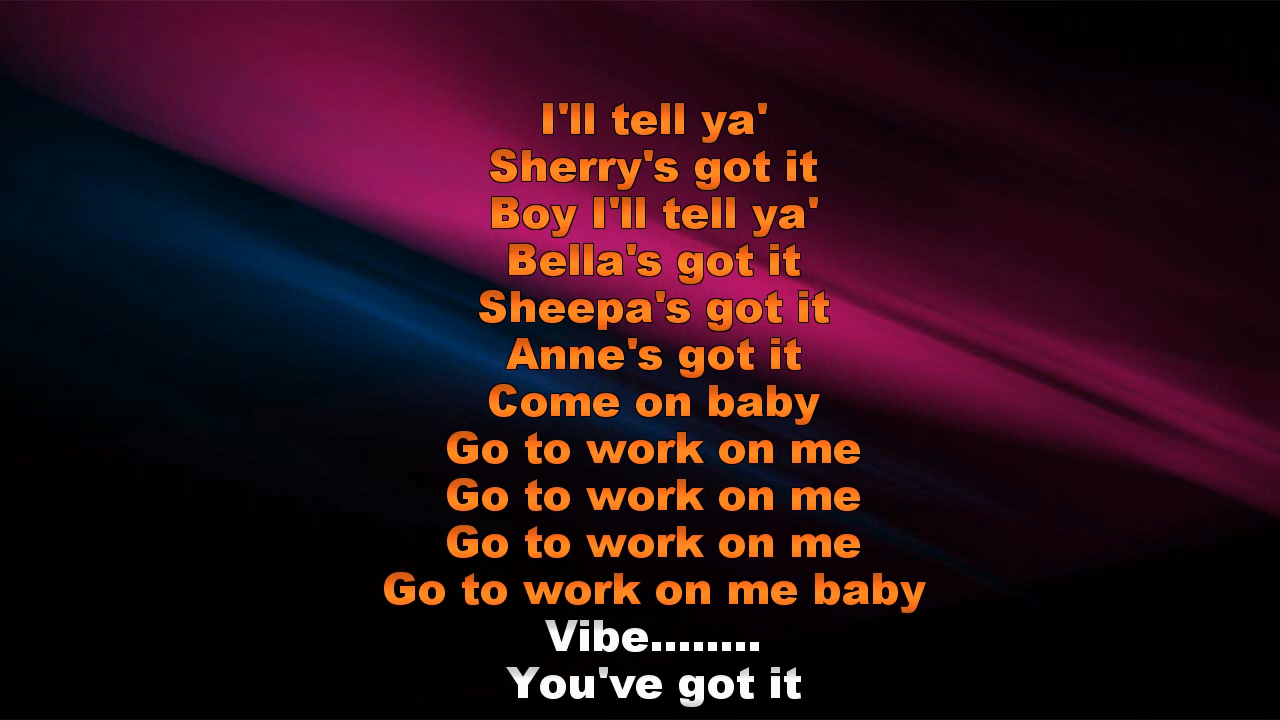 I'll tell ya'
Sherry's got it
Boy I'll tell ya'
Bella's got it
Sheepa's got it
Anne's got it
Come on baby
Go to work on me
Go to work on me
Go to work on me
Go to work on me baby
Vibe........
You've got it